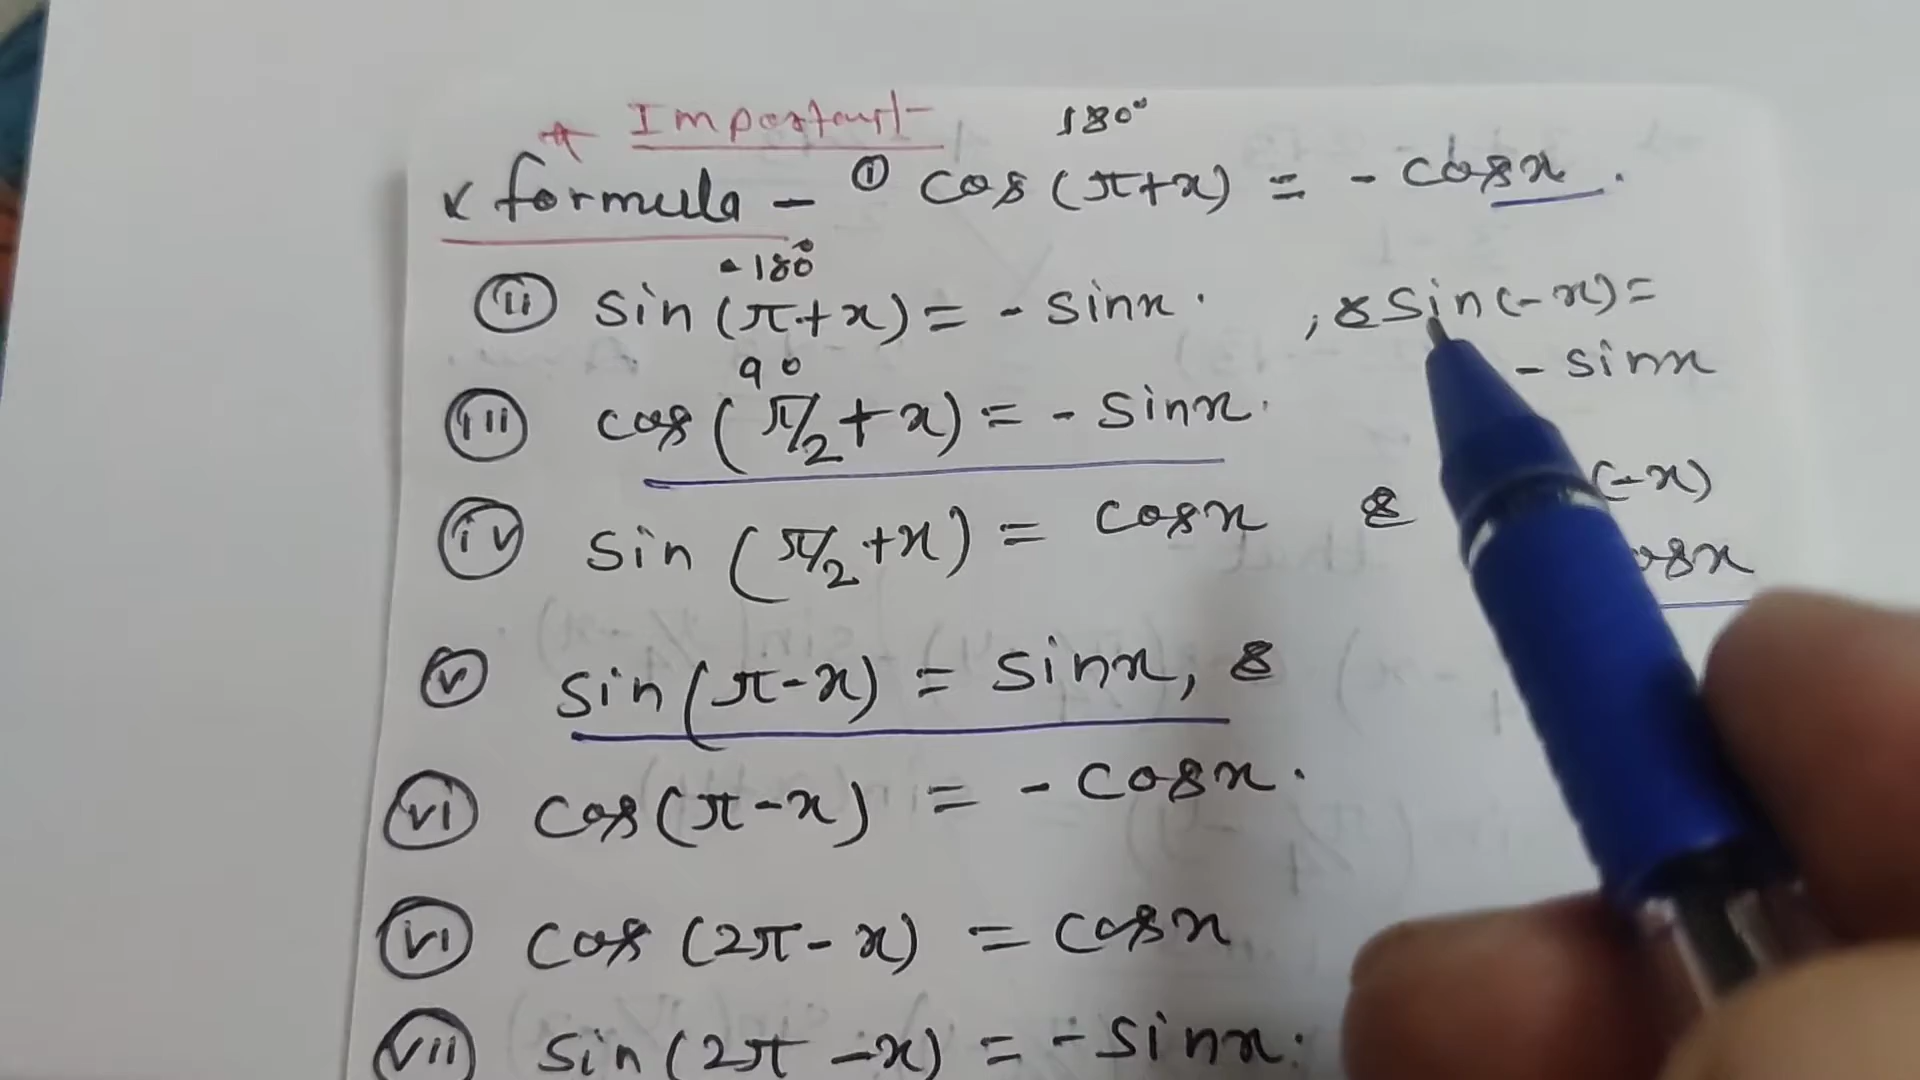 * Important
✓ formula - ① cos(π+x) = - cosx.
180°
ⅱ sin(π+x) = - sinx. , & sin(-x) =
- sinx
180°
ⅲ cos(π/2+x) = - sinx.
90
ⅳ sin(π/2+x) = cosx &
(-x)
osx
ⅴ sin(π-x) = sinx, &
ⅵ cos(π-x) = - cosx.
ⅵ cos(2π-x) = cosx
ⅶ sin(2π-x) = - sinx.